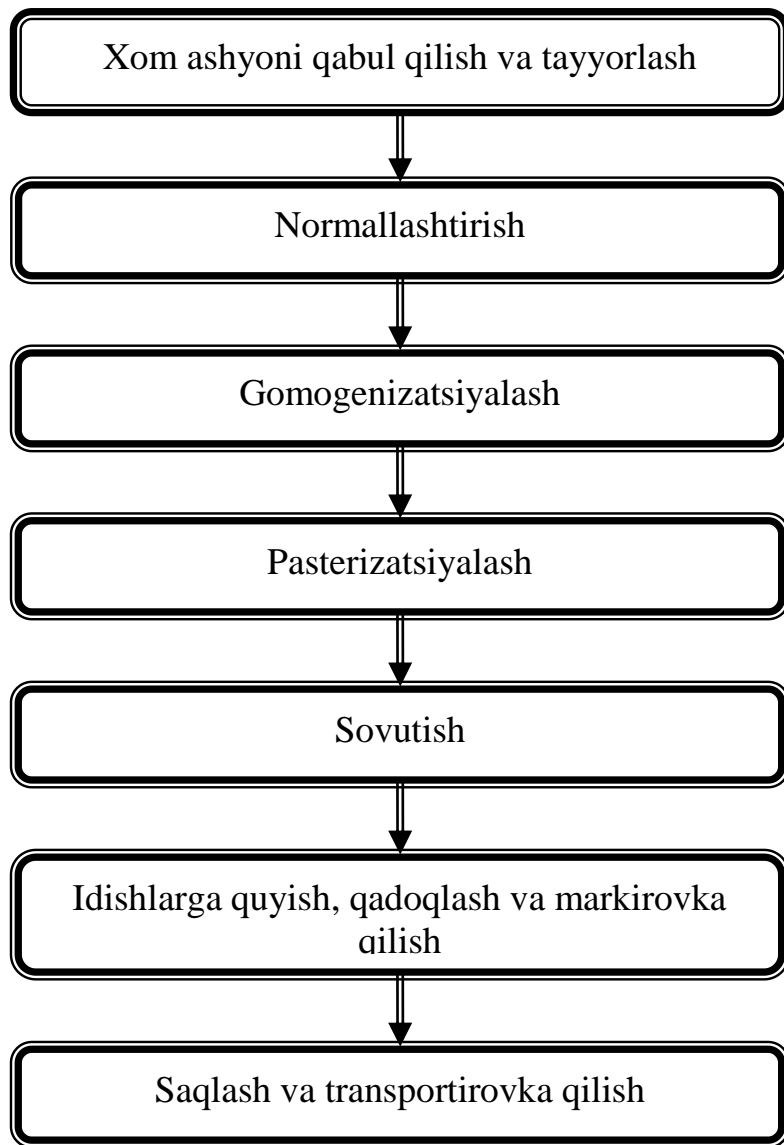 Xom ashyoni qabul qilish va tayyorlash
Normallashtirish
Gomogenizatsiyalash
Pasterizatsiyalash
Sovutish
Idishlarga quyish, qadoqlash va markirovka
qilish
Saqlash va transportirovka qilish